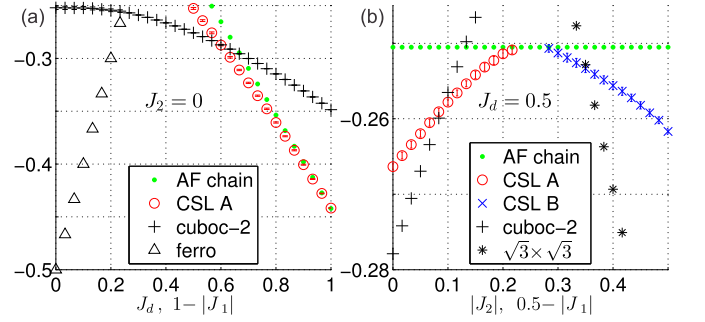 (a)
−0.3
−0.4
−0.5
J₂ = 0
AF chain
CSL A
cuboc−2
ferro
0 0.2 0.4 0.6 0.8 1
J_d , 1−|J₁|
(b)
−0.26
−0.28
J_d = 0.5
AF chain
CSL A
CSL B
cuboc−2
√3×√3
0 0.1 0.2 0.3 0.4
|J₂|, 0.5−|J₁|